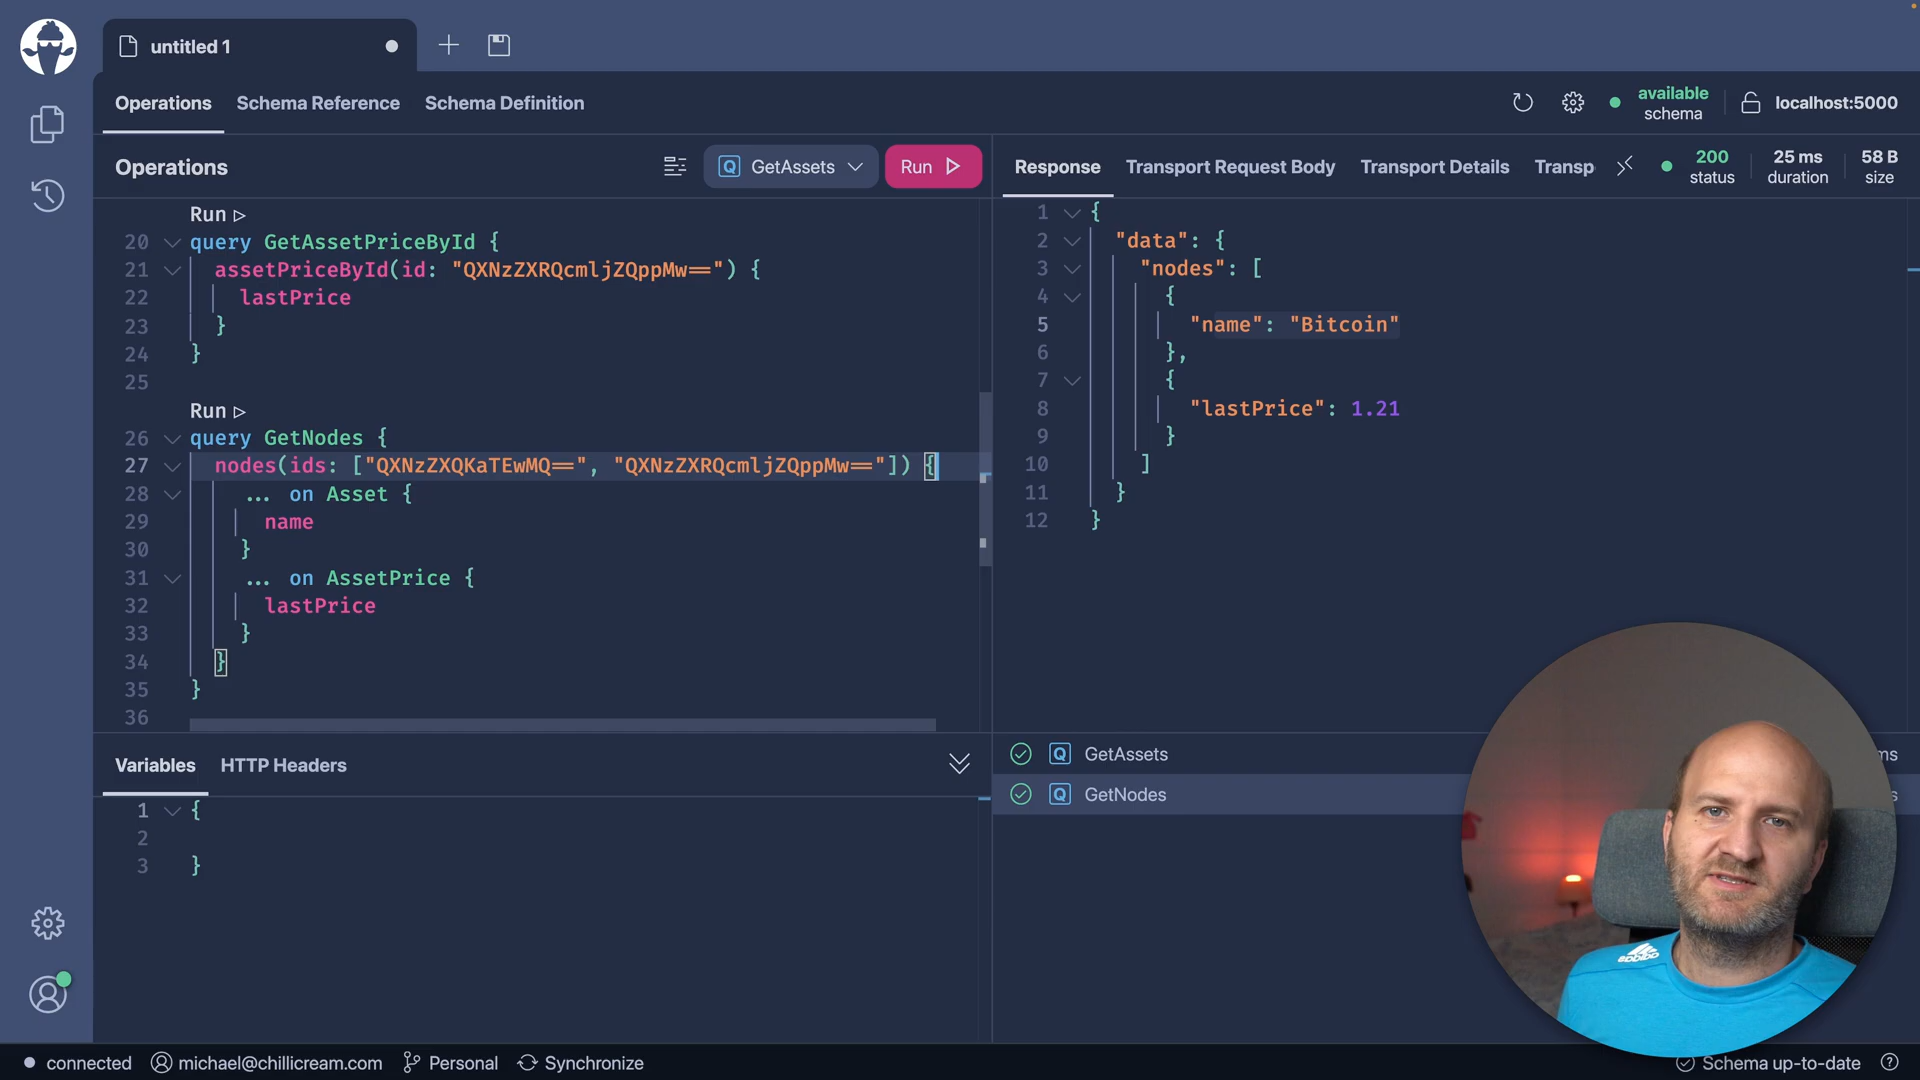 untitled 1
Operations Schema Reference Schema Definition
available
schema
localhost:5000
Operations
GetAssets
Run
Response Transport Request Body Transport Details Transp
200
status
25 ms
duration
58 B
size
Run
20 query GetAssetPriceById {
21 assetPriceById(id: "QXNzZXRQcmljZQppMw==") {
22 lastPrice
23 }
24 }
25
Run
26 query GetNodes {
27 nodes(ids: ["QXNzZXQKaTEwMQ==", "QXNzZXRQcmljZQppMw=="]) {
28 ... on Asset {
29 name
30 }
31 ... on AssetPrice {
32 lastPrice
33 }
34 }
35 }
36
1 {
2 "data": {
3 "nodes": [
4 {
5 "name": "Bitcoin"
6 },
7 {
8 "lastPrice": 1.21
9 }
10 ]
11 }
12 }
Variables HTTP Headers
1 {
2
3 }
Q GetAssets
ms
Q GetNodes
s
adidas
connected
michael@chillicream.com
Personal
Synchronize
Schema up-to-date